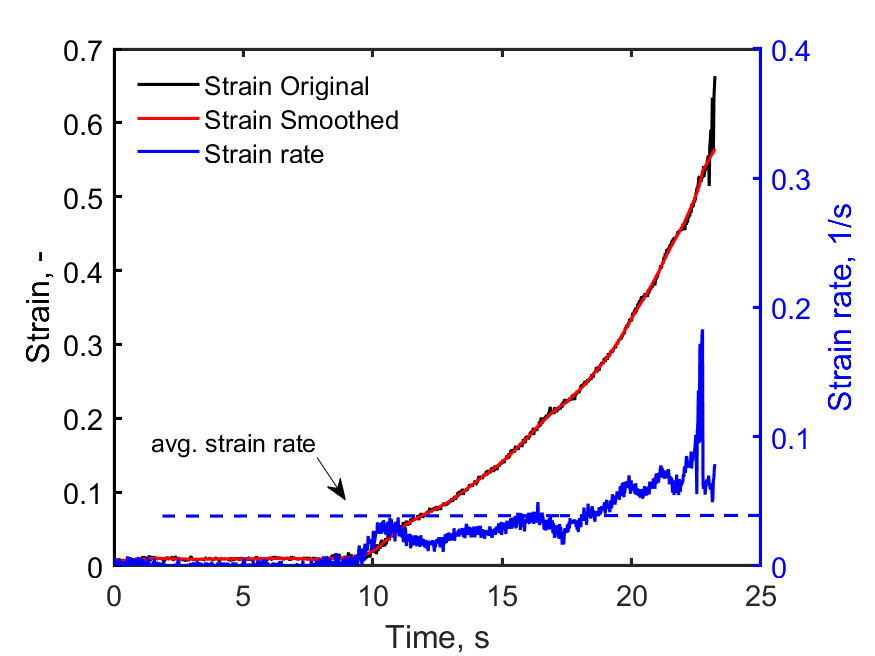 Strain Original
Strain Smoothed
Strain rate
avg. strain rate
Strain, -
0.7
0.6
0.5
0.4
0.3
0.2
0.1
0
Strain rate, 1/s
0.4
0.3
0.2
0.1
0
0 5 10 15 20 25
Time, s